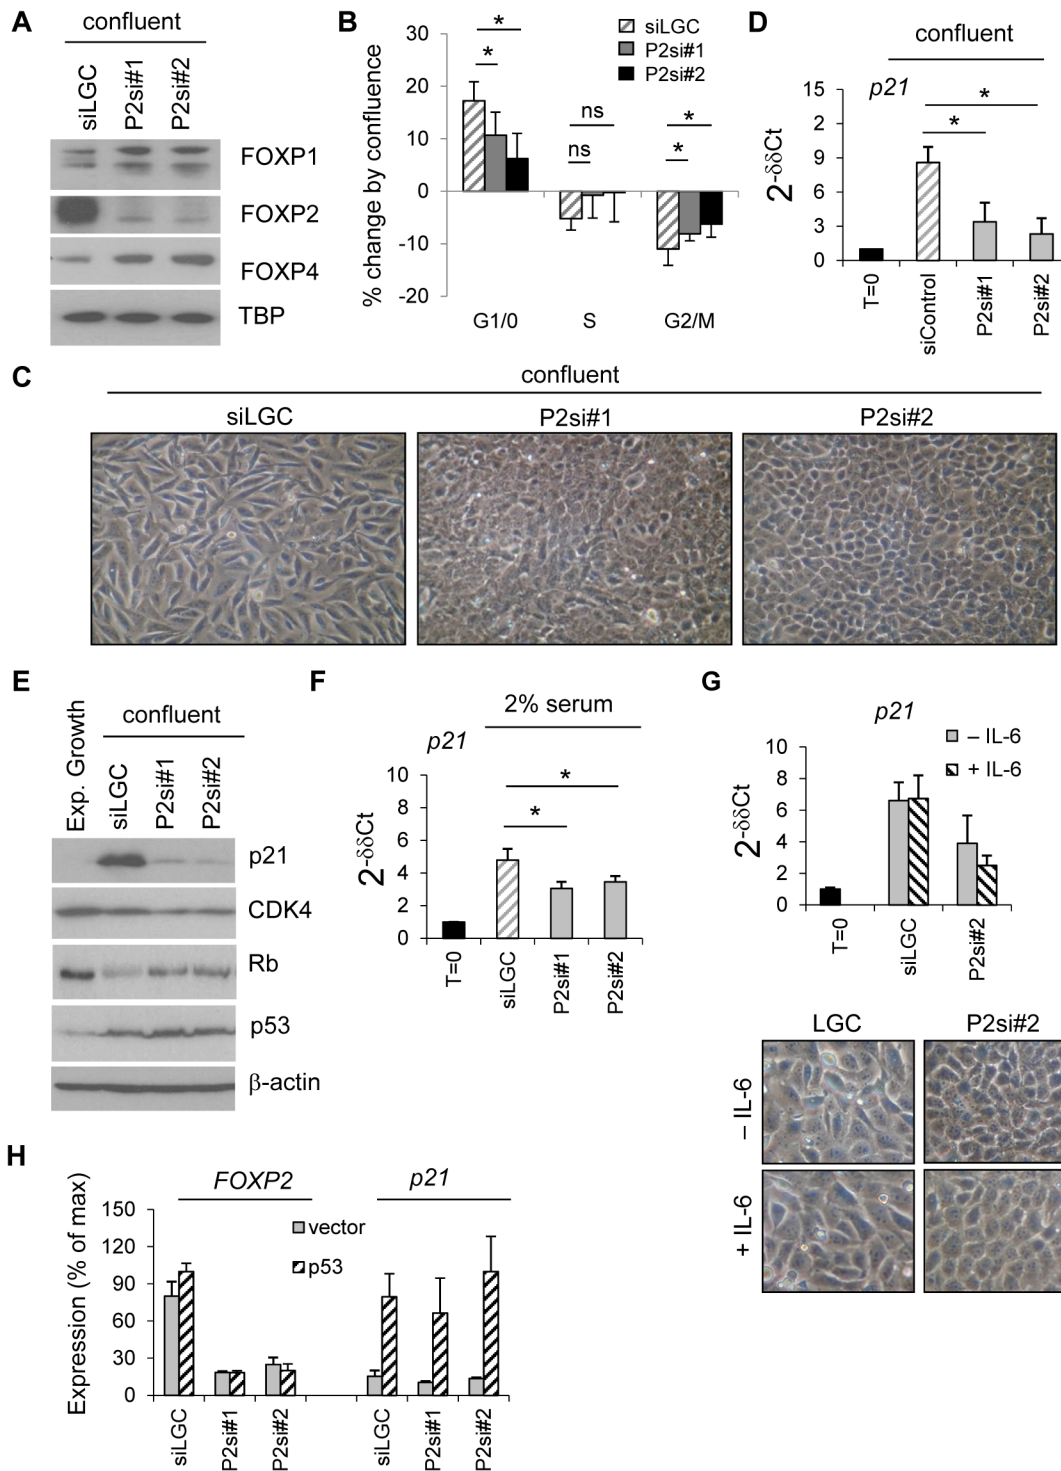 A
confluent
siLGC
P2si#1
P2si#2
FOXP1
FOXP2
FOXP4
TBP
B
% change by confluence
30
20
10
0
-10
-20
siLGC
P2si#1
P2si#2
*
*
ns
ns
*
*
G1/0
S
G2/M
D
confluent
p21
2-δδCt
15
2
9
6
3
0
*
*
T=0
siControl
P2si#1
P2si#2
C
confluent
siLGC
P2si#1
P2si#2
E
Exp. Growth
confluent
siLGC
P2si#1
P2si#2
p21
CDK4
Rb
p53
β-actin
F
2% serum
p21
2-δδCt
10
8
6
4
2
0
*
*
T=0
siLGC
P2si#1
P2si#2
G
p21
– IL-6
+ IL-6
2-δδCt
10
8
6
4
2
0
T=0
siLGC
P2si#2
LGC
P2si#2
– IL-6
+ IL-6
H
FOXP2
p21
Expression (% of max)
150
120
90
60
30
0
vector
p53
siLGC
P2si#1
P2si#2
siLGC
P2si#1
P2si#2